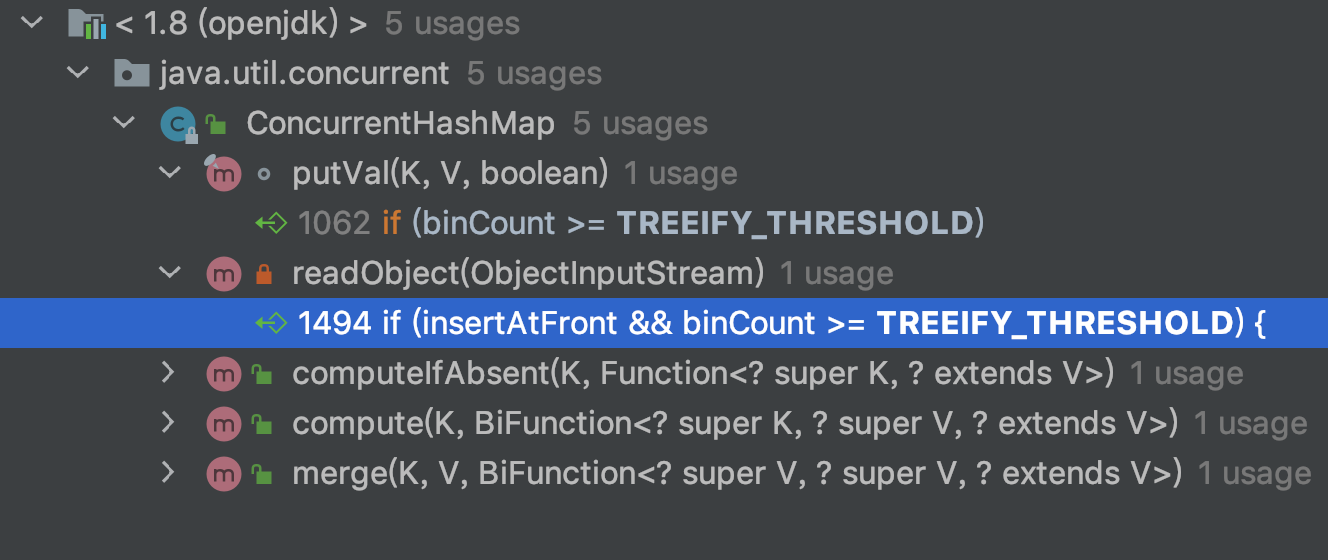 < 1.8 (openjdk) > 5 usages
java.util.concurrent 5 usages
C ConcurrentHashMap 5 usages
m putVal(K, V, boolean) 1 usage
1062 if (binCount >= TREEIFY_THRESHOLD)
m readObject(ObjectInputStream) 1 usage
1494 if (insertAtFront && binCount >= TREEIFY_THRESHOLD) {
m computeIfAbsent(K, Function<? super K, ? extends V>) 1 usage
m compute(K, BiFunction<? super K, ? super V, ? extends V>) 1 usage
m merge(K, V, BiFunction<? super V, ? super V, ? extends V>) 1 usage